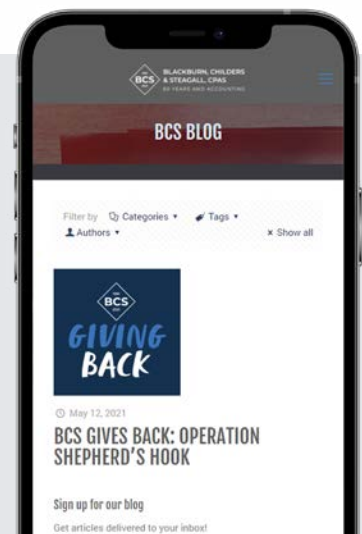 BCS
BLACKBURN, CHILDERS
& STEAGALL, CPAS
BCS BLOG
Filter by Categories ▾ Tags ▾
Authors ▾ × Show all
BCS
GIVING
BACK
May 12, 2021
BCS GIVES BACK: OPERATION
SHEPHERD'S HOOK
Sign up for our blog
Get articles delivered to your inbox!